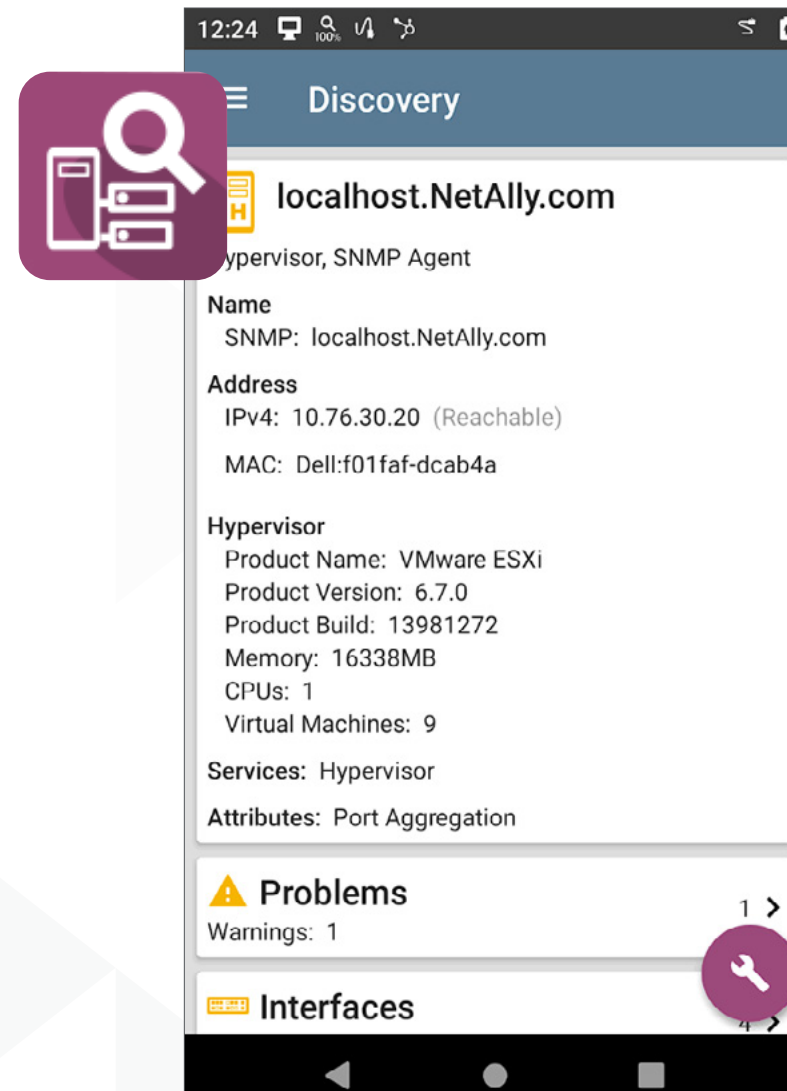 12:24 100%
Discovery
H localhost.NetAlly.com
ypervisor, SNMP Agent
Name
SNMP: localhost.NetAlly.com
Address
IPv4: 10.76.30.20 (Reachable)
MAC: Dell:f01faf-dcab4a
Hypervisor
Product Name: VMware ESXi
Product Version: 6.7.0
Product Build: 13981272
Memory: 16338MB
CPUs: 1
Virtual Machines: 9
Services: Hypervisor
Attributes: Port Aggregation
Problems
1
Warnings: 1
Interfaces
4